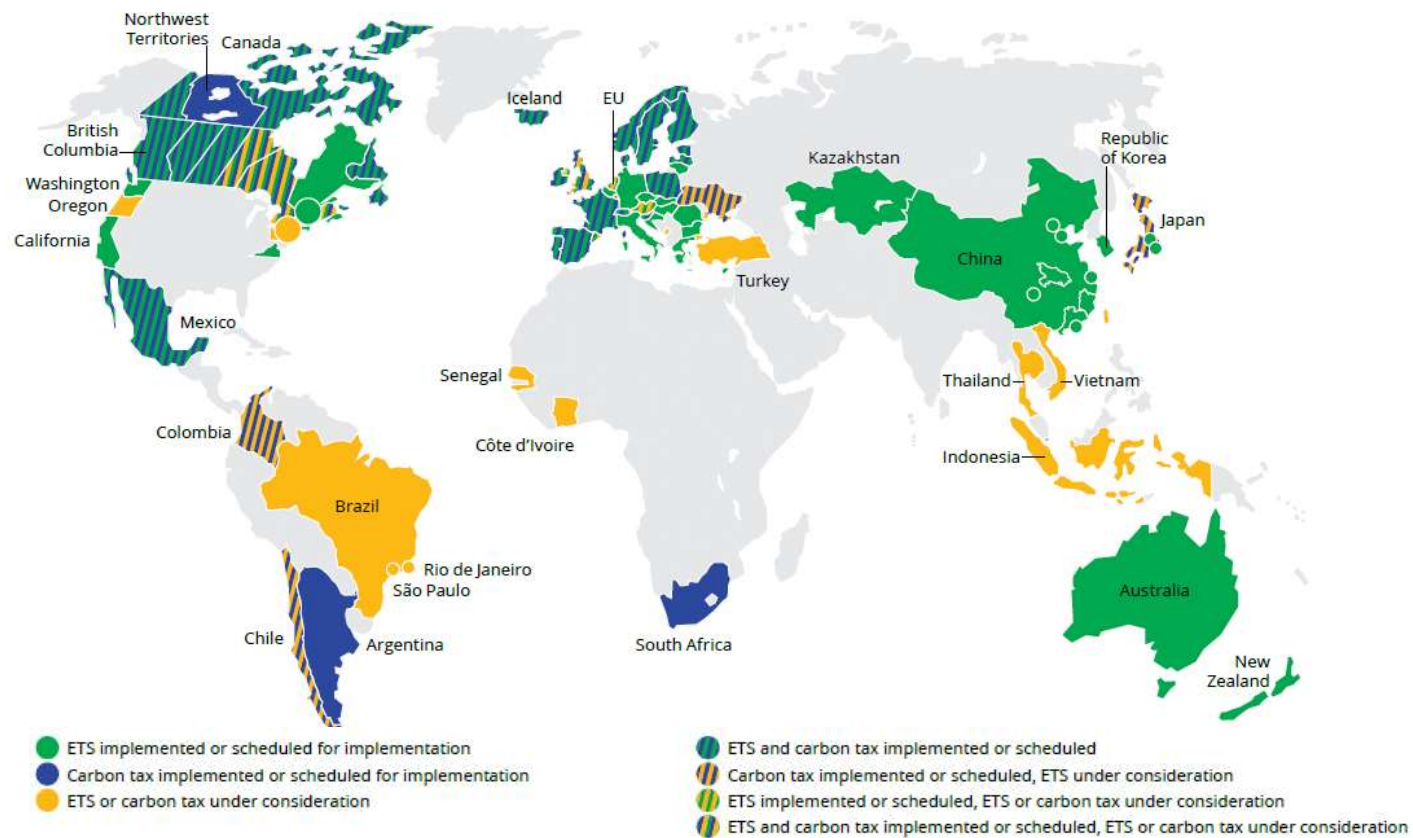 Northwest
Territories
Canada
British
Columbia
Washington
Oregon
California
Mexico
Iceland
EU
Kazakhstan
Republic
of Korea
Japan
China
Turkey
Senegal
Côte d'Ivoire
Thailand
Vietnam
Indonesia
Colombia
Brazil
Rio de Janeiro
São Paulo
Chile
Argentina
South Africa
Australia
New
Zealand
ETS implemented or scheduled for implementation
Carbon tax implemented or scheduled for implementation
ETS or carbon tax under consideration
ETS and carbon tax implemented or scheduled
Carbon tax implemented or scheduled, ETS under consideration
ETS implemented or scheduled, ETS or carbon tax under consideration
ETS and carbon tax implemented or scheduled, ETS or carbon tax under consideration